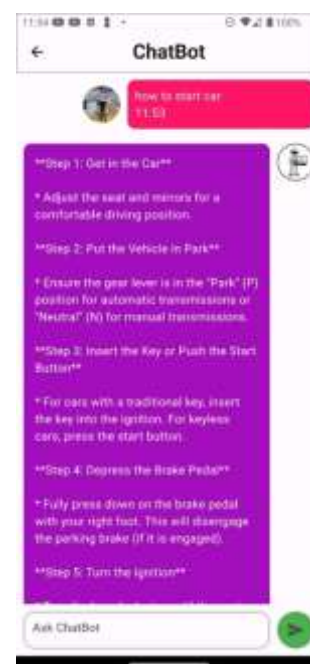 11:54
100%
ChatBot
how to start car
11:53
**Step 1: Get in the Car**
* Adjust the seat and mirrors for a
comfortable driving position.
**Step 2: Put the Vehicle in Park**
* Ensure the gear lever is in the "Park" (P)
position for automatic transmissions or
"Neutral" (N) for manual transmissions.
**Step 3: Insert the Key or Push the Start
Button**
* For cars with a traditional key, insert
the key into the ignition. For keyless
cars, press the start button.
**Step 4: Depress the Brake Pedal**
* Fully press down on the brake pedal
with your right foot. This will disengage
the parking brake (if it is engaged).
**Step 5: Turn the Ignition**
Ask ChatBot